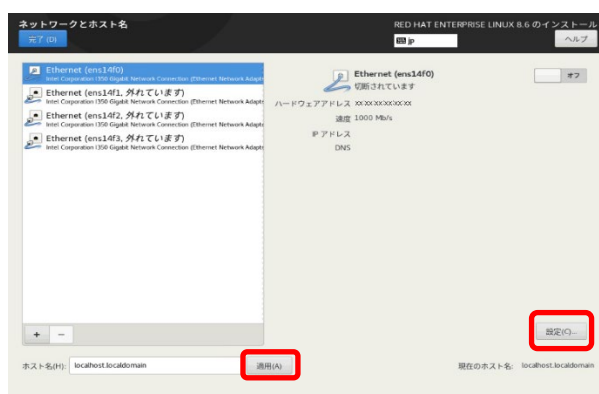 ネットワークとホスト名
RED HAT ENTERPRISE LINUX 8.6 のインストール
完了 (D)
jp
ヘルプ
Ethernet (ens14f0)
Intel Corporation I350 Gigabit Network Connection (Ethernet Network Adapte
Ethernet (ens14f1, 外れています)
Intel Corporation I350 Gigabit Network Connection (Ethernet Network Adapte
Ethernet (ens14f2, 外れています)
Intel Corporation I350 Gigabit Network Connection (Ethernet Network Adapte
Ethernet (ens14f3, 外れています)
Intel Corporation I350 Gigabit Network Connection (Ethernet Network Adapte
Ethernet (ens14f0)
切断されています
オフ
ハードウェアアドレス xx:xx:xx:xx:xx:xx
速度 1000 Mb/s
IP アドレス
DNS
+ −
設定(C)...
ホスト名(H): localhost.localdomain 適用(A)
現在のホスト名: localhost.localdomain